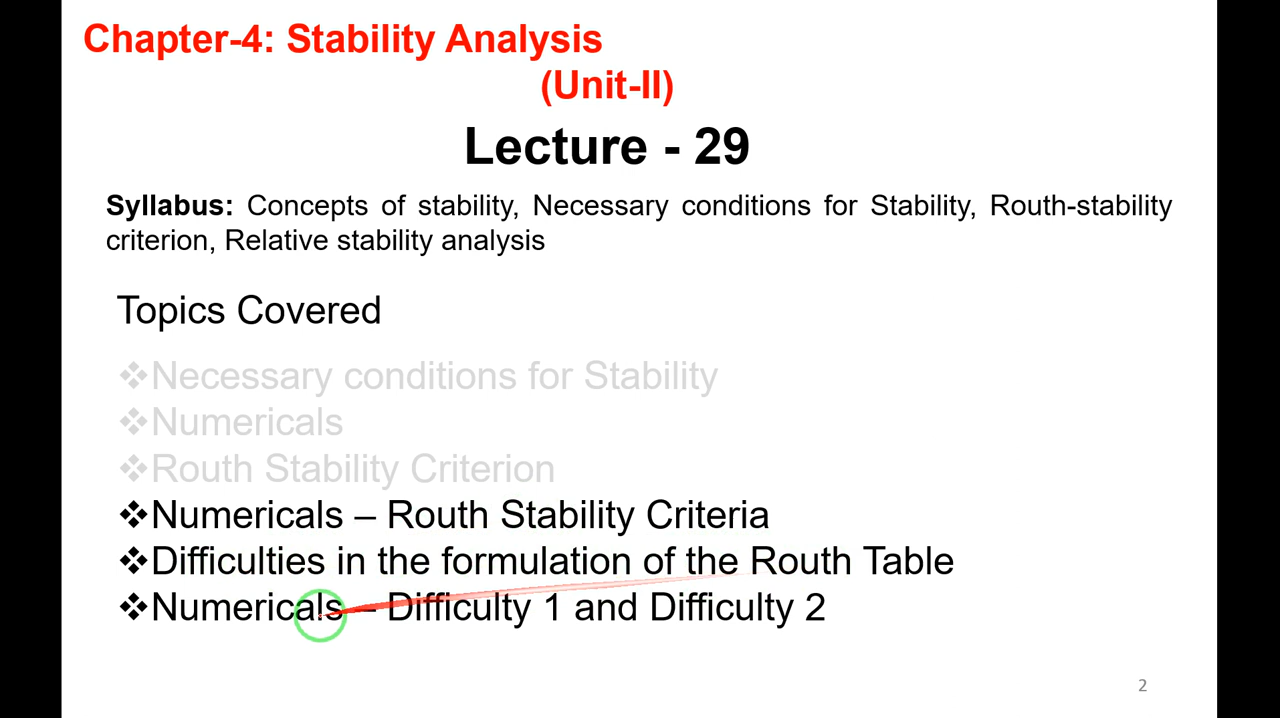 Chapter-4: Stability Analysis
(Unit-II)
Lecture - 29
Syllabus: Concepts of stability, Necessary conditions for Stability, Routh-stability
criterion, Relative stability analysis
Topics Covered
❖Necessary conditions for Stability
❖Numericals
❖Routh Stability Criterion
❖Numericals – Routh Stability Criteria
❖Difficulties in the formulation of the Routh Table
❖Numericals – Difficulty 1 and Difficulty 2
2